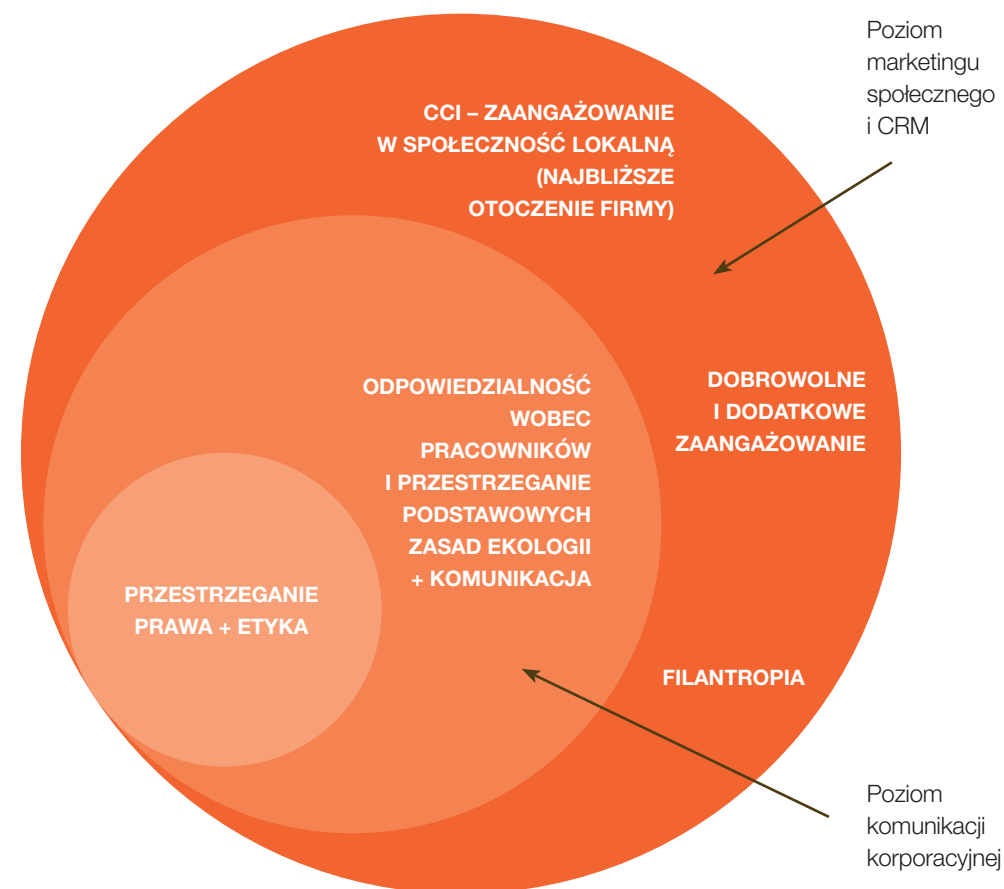 Poziom
marketingu
społecznego
i CRM
CCI – ZAANGAŻOWANIE
W SPOŁECZNOŚĆ LOKALNĄ
(NAJBLIŻSZE
OTOCZENIE FIRMY)
ODPOWIEDZIALNOŚĆ
WOBEC
PRACOWNIKÓW
I PRZESTRZEGANIE
PODSTAWOWYCH
ZASAD EKOLOGII
+ KOMUNIKACJA
DOBROWOLNE
I DODATKOWE
ZAANGAŻOWANIE
PRZESTRZEGANIE
PRAWA + ETYKA
FILANTROPIA
Poziom
komunikacji
korporacyjnej